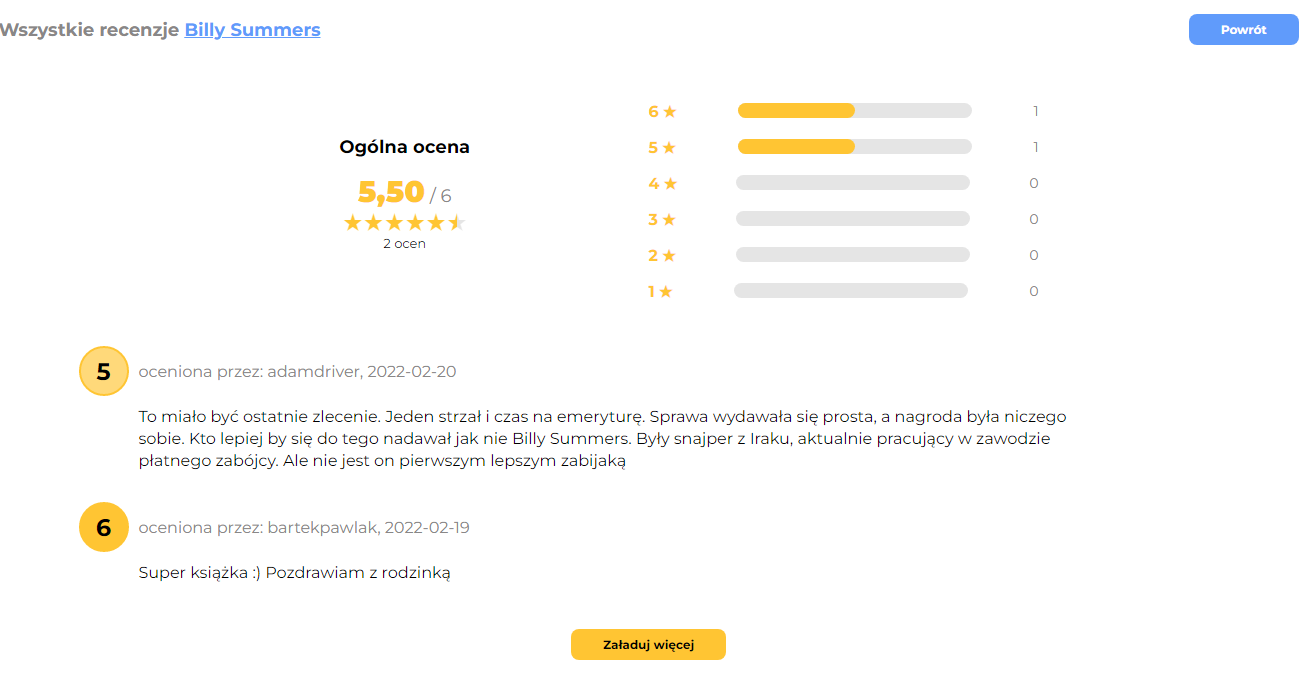 Wszystkie recenzje Billy Summers
Powrót
Ogólna ocena
5,50 / 6
2 ocen
6 ★ 1
5 ★ 1
4 ★ 0
3 ★ 0
2 ★ 0
1 ★ 0
5 oceniona przez: adamdriver, 2022-02-20
To miało być ostatnie zlecenie. Jeden strzał i czas na emeryturę. Sprawa wydawała się prosta, a nagroda była niczego
sobie. Kto lepiej by się do tego nadawał jak nie Billy Summers. Były snajper z Iraku, aktualnie pracujący w zawodzie
płatnego zabójcy. Ale nie jest on pierwszym lepszym zabijaką
6 oceniona przez: bartekpawlak, 2022-02-19
Super książka :) Pozdrawiam z rodzinką
Załaduj więcej